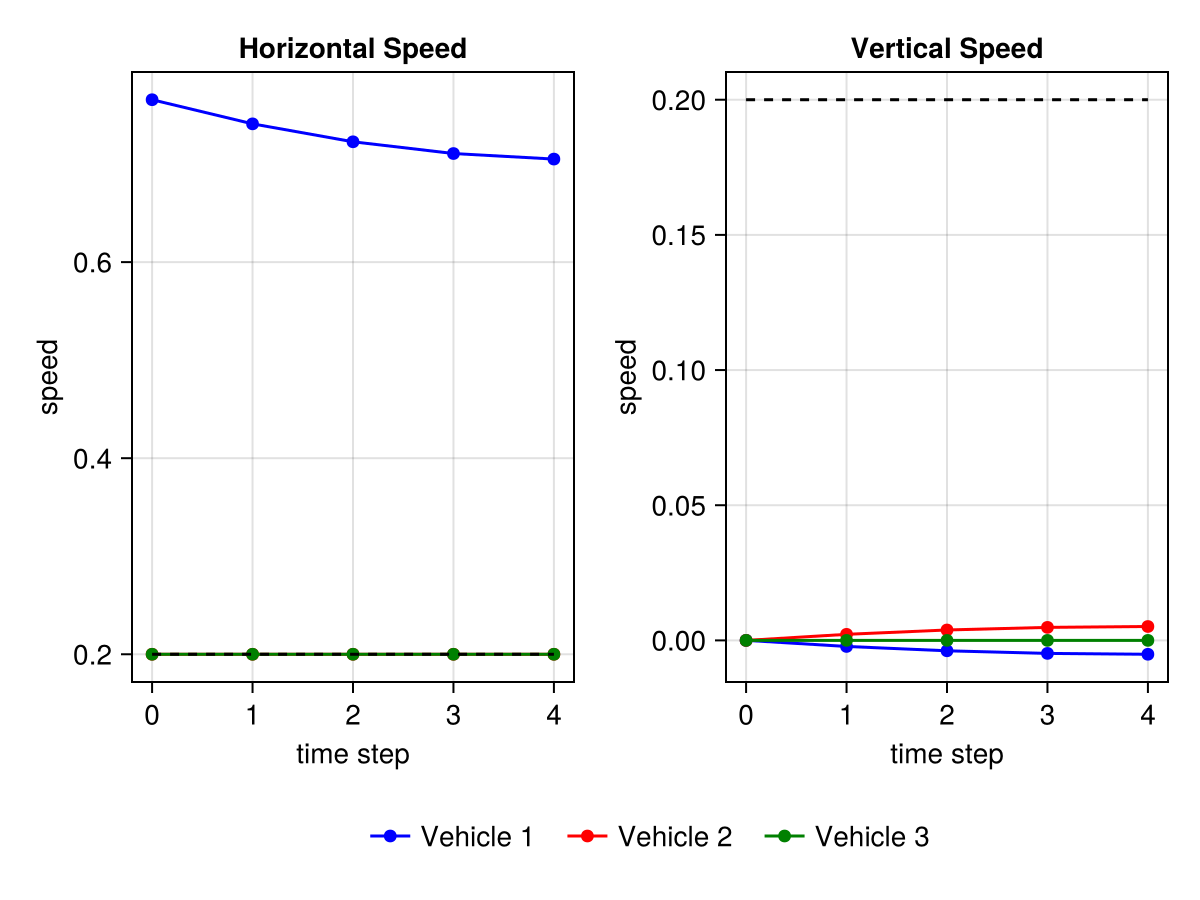 Horizontal Speed
speed
0.6
0.4
0.2
0 1 2 3 4
time step
Vertical Speed
speed
0.20
0.15
0.10
0.05
0.00
0 1 2 3 4
time step
Vehicle 1 Vehicle 2 Vehicle 3